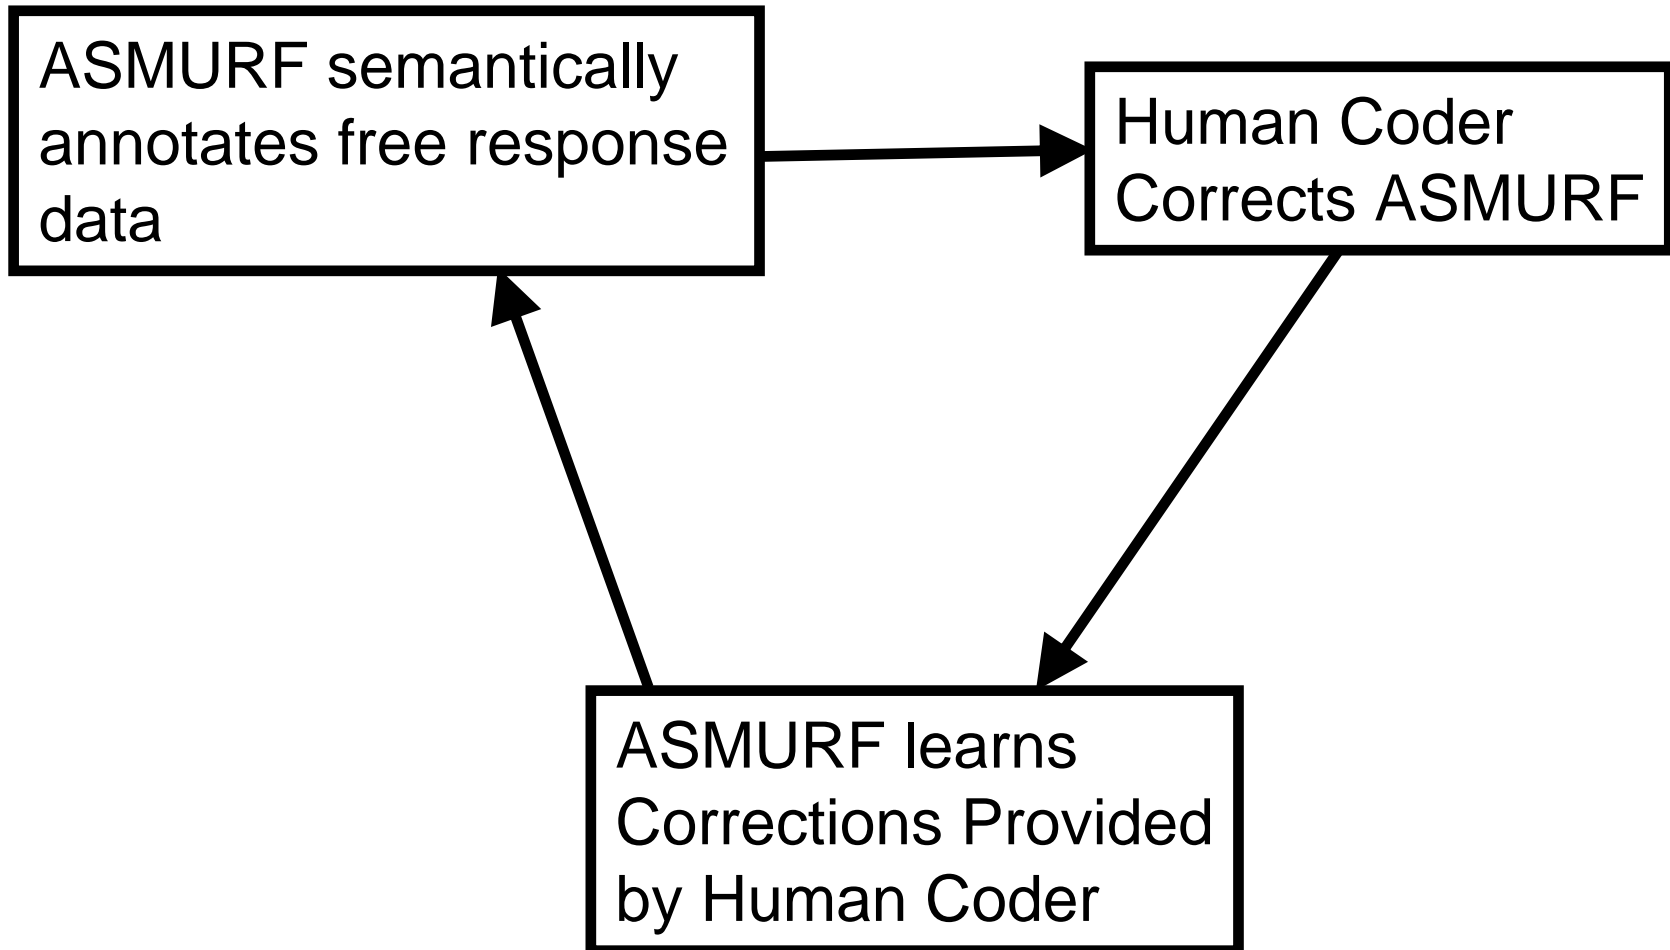 ASMURF semantically
annotates free response
data
Human Coder
Corrects ASMURF
ASMURF learns
Corrections Provided
by Human Coder